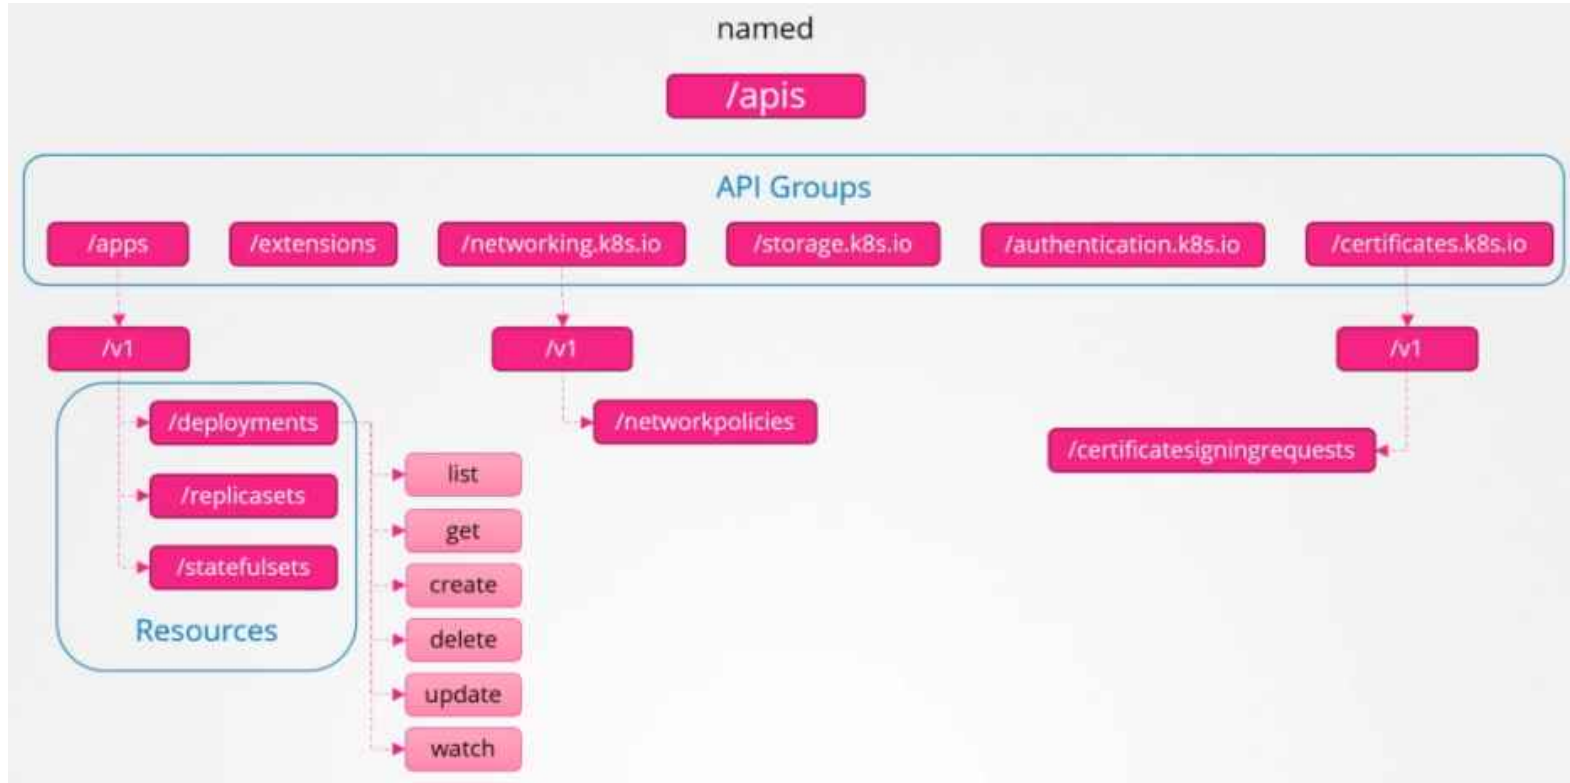 named
/apis
API Groups
/apps
/extensions
/networking.k8s.io
/storage.k8s.io
/authentication.k8s.io
/certificates.k8s.io
/v1
/v1
/v1
/deployments
/networkpolicies
/certificatesigningrequests
/replicasets
/statefulsets
Resources
list
get
create
delete
update
watch